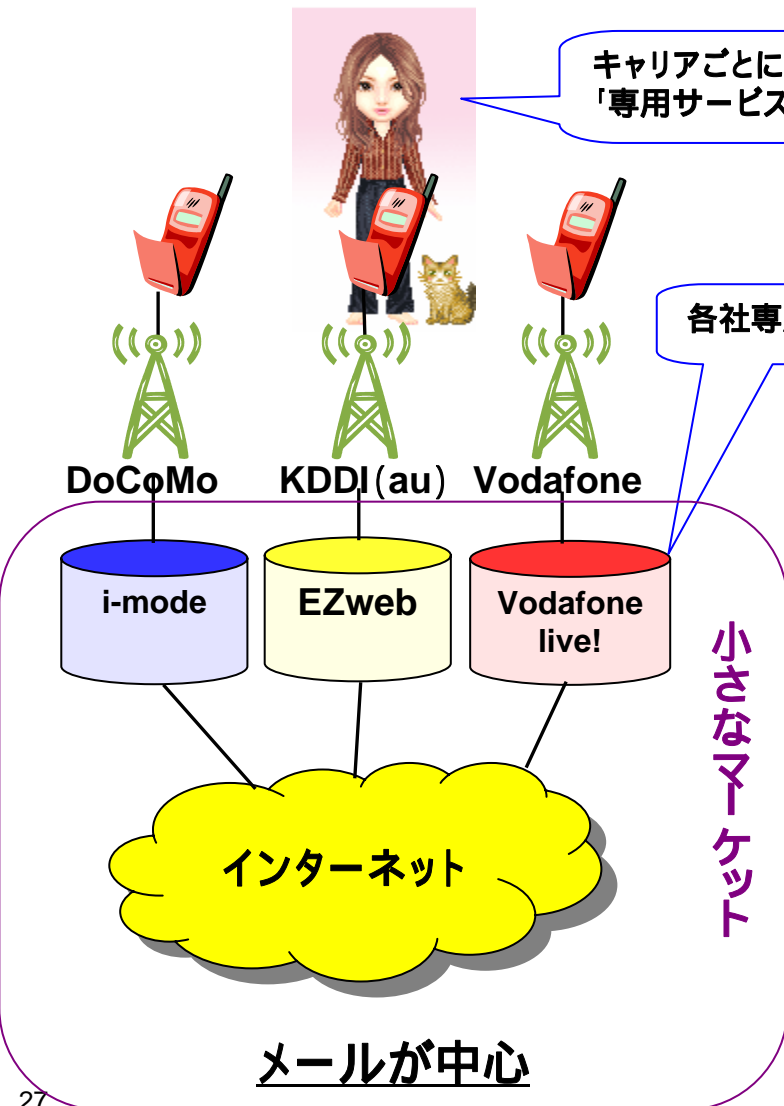 キャリアごとに
「専用サービス
各社専
DoCoMo
KDDI(au)
Vodafone
i-mode
EZweb
Vodafone
live!
小さなマーケット
インターネット
メールが中心
27